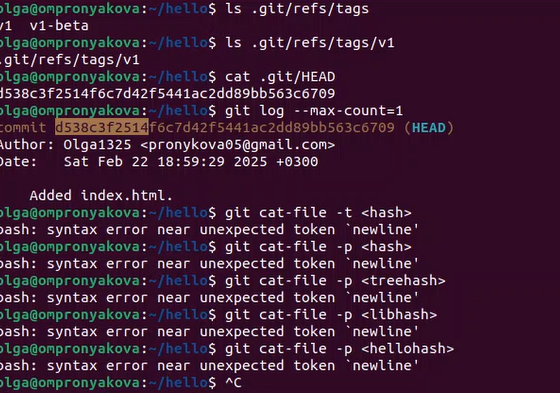 olga@ompronyakova:~/hello$ ls .git/refs/tags
v1  v1-beta
olga@ompronyakova:~/hello$ ls .git/refs/tags/v1
.git/refs/tags/v1
olga@ompronyakova:~/hello$ cat .git/HEAD
d538c3f2514f6c7d42f5441ac2dd89bb563c6709
olga@ompronyakova:~/hello$ git log --max-count=1
commit d538c3f2514f6c7d42f5441ac2dd89bb563c6709 (HEAD)
Author: Olga1325 <pronykova05@gmail.com>
Date:   Sat Feb 22 18:59:29 2025 +0300
    Added index.html.
olga@ompronyakova:~/hello$ git cat-file -t <hash>
bash: syntax error near unexpected token `newline'
olga@ompronyakova:~/hello$ git cat-file -p <hash>
bash: syntax error near unexpected token `newline'
olga@ompronyakova:~/hello$ git cat-file -p <treehash>
bash: syntax error near unexpected token `newline'
olga@ompronyakova:~/hello$ git cat-file -p <libhash>
bash: syntax error near unexpected token `newline'
olga@ompronyakova:~/hello$ git cat-file -p <hellohash>
bash: syntax error near unexpected token `newline'
olga@ompronyakova:~/hello$ ^C